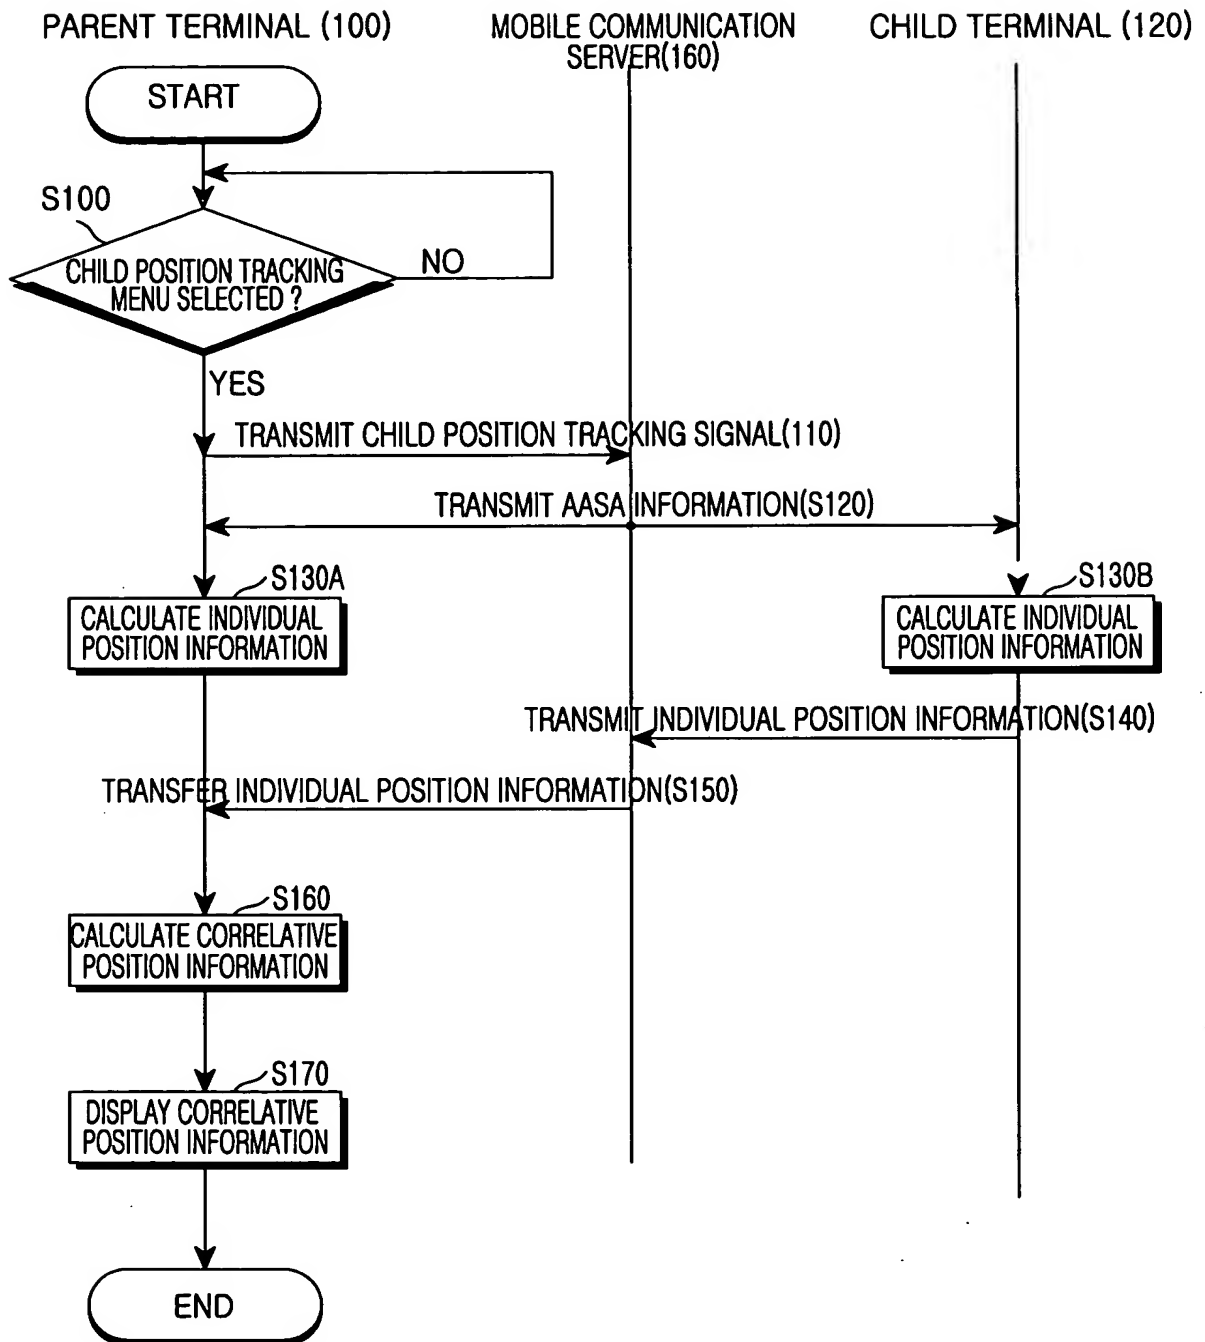 PARENT TERMINAL (100)
MOBILE COMMUNICATION
SERVER(160)
CHILD TERMINAL (120)
START
S100
CHILD POSITION TRACKING
MENU SELECTED ?
NO
YES
TRANSMIT CHILD POSITION TRACKING SIGNAL(110)
TRANSMIT AASA INFORMATION(S120)
S130A
CALCULATE INDIVIDUAL
POSITION INFORMATION
S130B
CALCULATE INDIVIDUAL
POSITION INFORMATION
TRANSMIT INDIVIDUAL POSITION INFORMATION(S140)
TRANSFER INDIVIDUAL POSITION INFORMATION(S150)
S160
CALCULATE CORRELATIVE
POSITION INFORMATION
S170
DISPLAY CORRELATIVE
POSITION INFORMATION
END